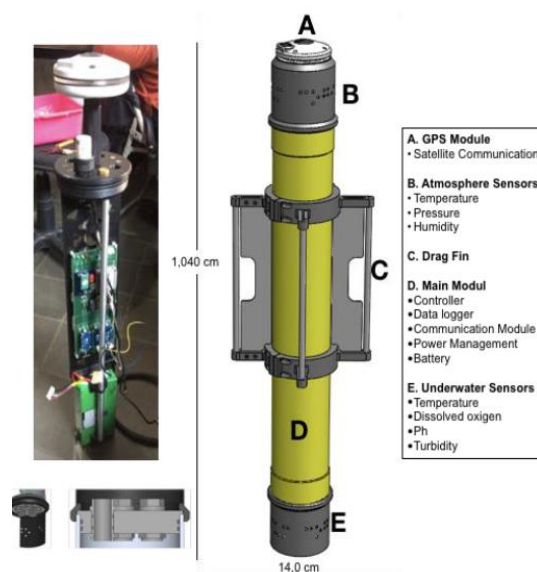 A
B
1,040 cm
C
D
E
14,0 cm
A. GPS Module
• Satellite Communication
B. Atmosphere Sensors
• Temperature
• Pressure
• Humidity
C. Drag Fin
D. Main Modul
•Controller
•Data logger
•Communication Module
•Power Management
•Battery
E. Underwater Sensors
•Temperature
•Dissolved oxigen
•Ph
•Turbidity